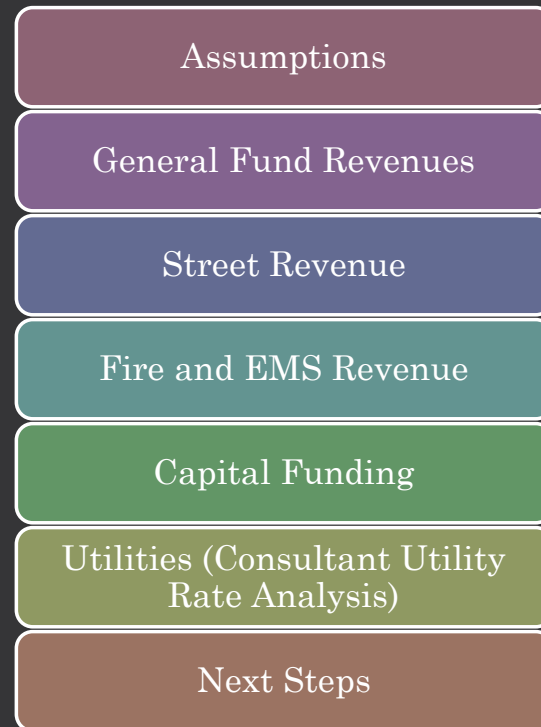 Assumptions
General Fund Revenues
Street Revenue
Fire and EMS Revenue
Capital Funding
Utilities (Consultant Utility
Rate Analysis)
Next Steps